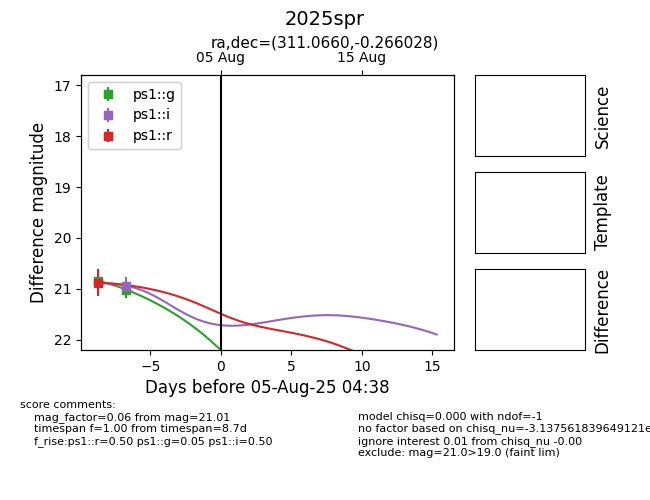 2025spr
ra,dec=(311.0660,-0.266028)
05 Aug
15 Aug
ps1::g
ps1::i
ps1::r
17
18
19
20
21
22
Difference magnitude
−5
0
5
10
15
Days before 05-Aug-25 04:38
Science
Template
Difference
score comments:
mag_factor=0.06 from mag=21.01
timespan f=1.00 from timespan=8.7d
f_rise:ps1::r=0.50 ps1::g=0.05 ps1::i=0.50
model chisq=0.000 with ndof=-1
no factor based on chisq_nu=-3.137561839649121e
ignore interest 0.01 from chisq_nu -0.00
exclude: mag=21.0>19.0 (faint lim)